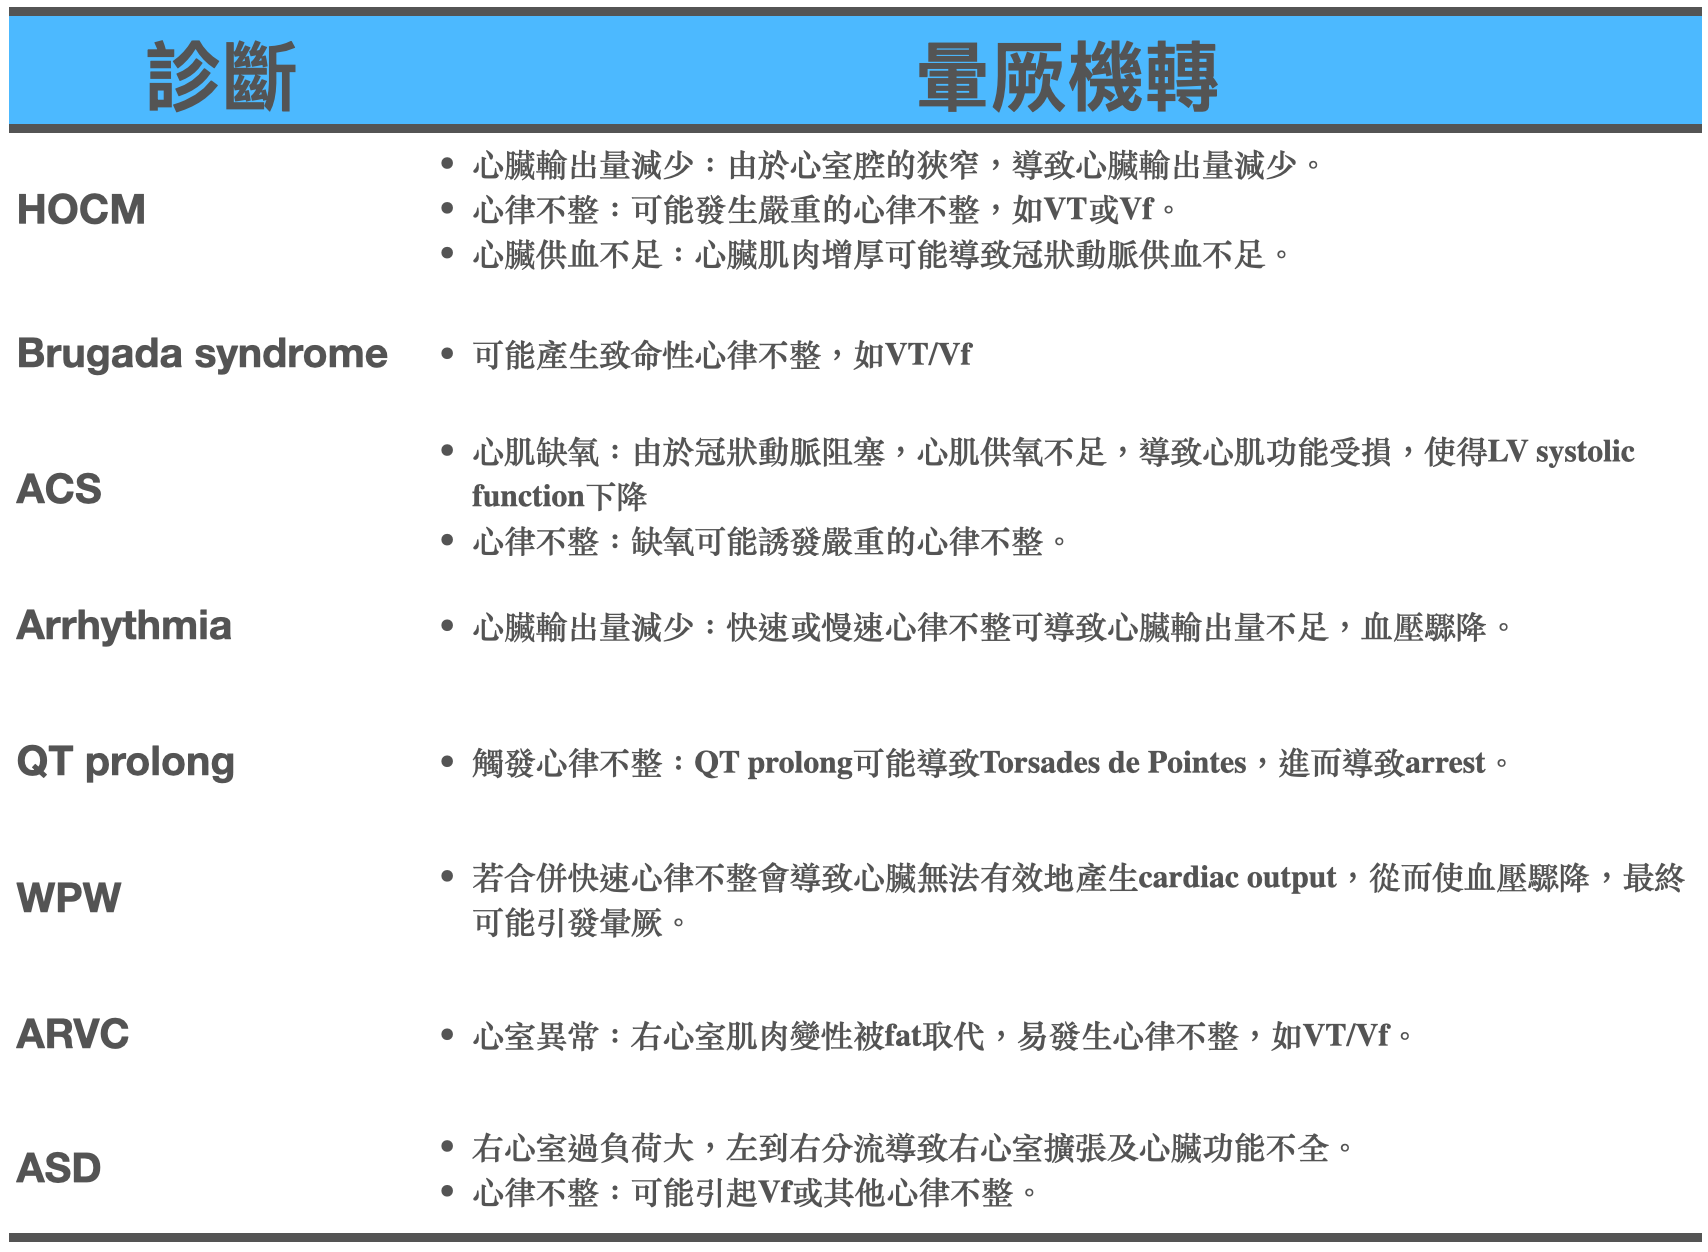 診斷 暈厥機轉
HOCM
• 心臟輸出量減少：由於心室腔的狹窄，導致心臟輸出量減少。
• 心律不整：可能發生嚴重的心律不整，如VT或Vf。
• 心臟供血不足：心臟肌肉增厚可能導致冠狀動脈供血不足。
Brugada syndrome
• 可能產生致命性心律不整，如VT/Vf
ACS
• 心肌缺氧：由於冠狀動脈阻塞，心肌供氧不足，導致心肌功能受損，使得LV systolic
function下降
• 心律不整：缺氧可能誘發嚴重的心律不整。
Arrhythmia
• 心臟輸出量減少：快速或慢速心律不整可導致心臟輸出量不足，血壓驟降。
QT prolong
• 觸發心律不整：QT prolong可能導致Torsades de Pointes，進而導致arrest。
WPW
• 若合併快速心律不整會導致心臟無法有效地產生cardiac output，從而使血壓驟降，最終
可能引發暈厥。
ARVC
• 心室異常：右心室肌肉變性被fat取代，易發生心律不整，如VT/Vf。
ASD
• 右心室過負荷大，左到右分流導致右心室擴張及心臟功能不全。
• 心律不整：可能引起Vf或其他心律不整。